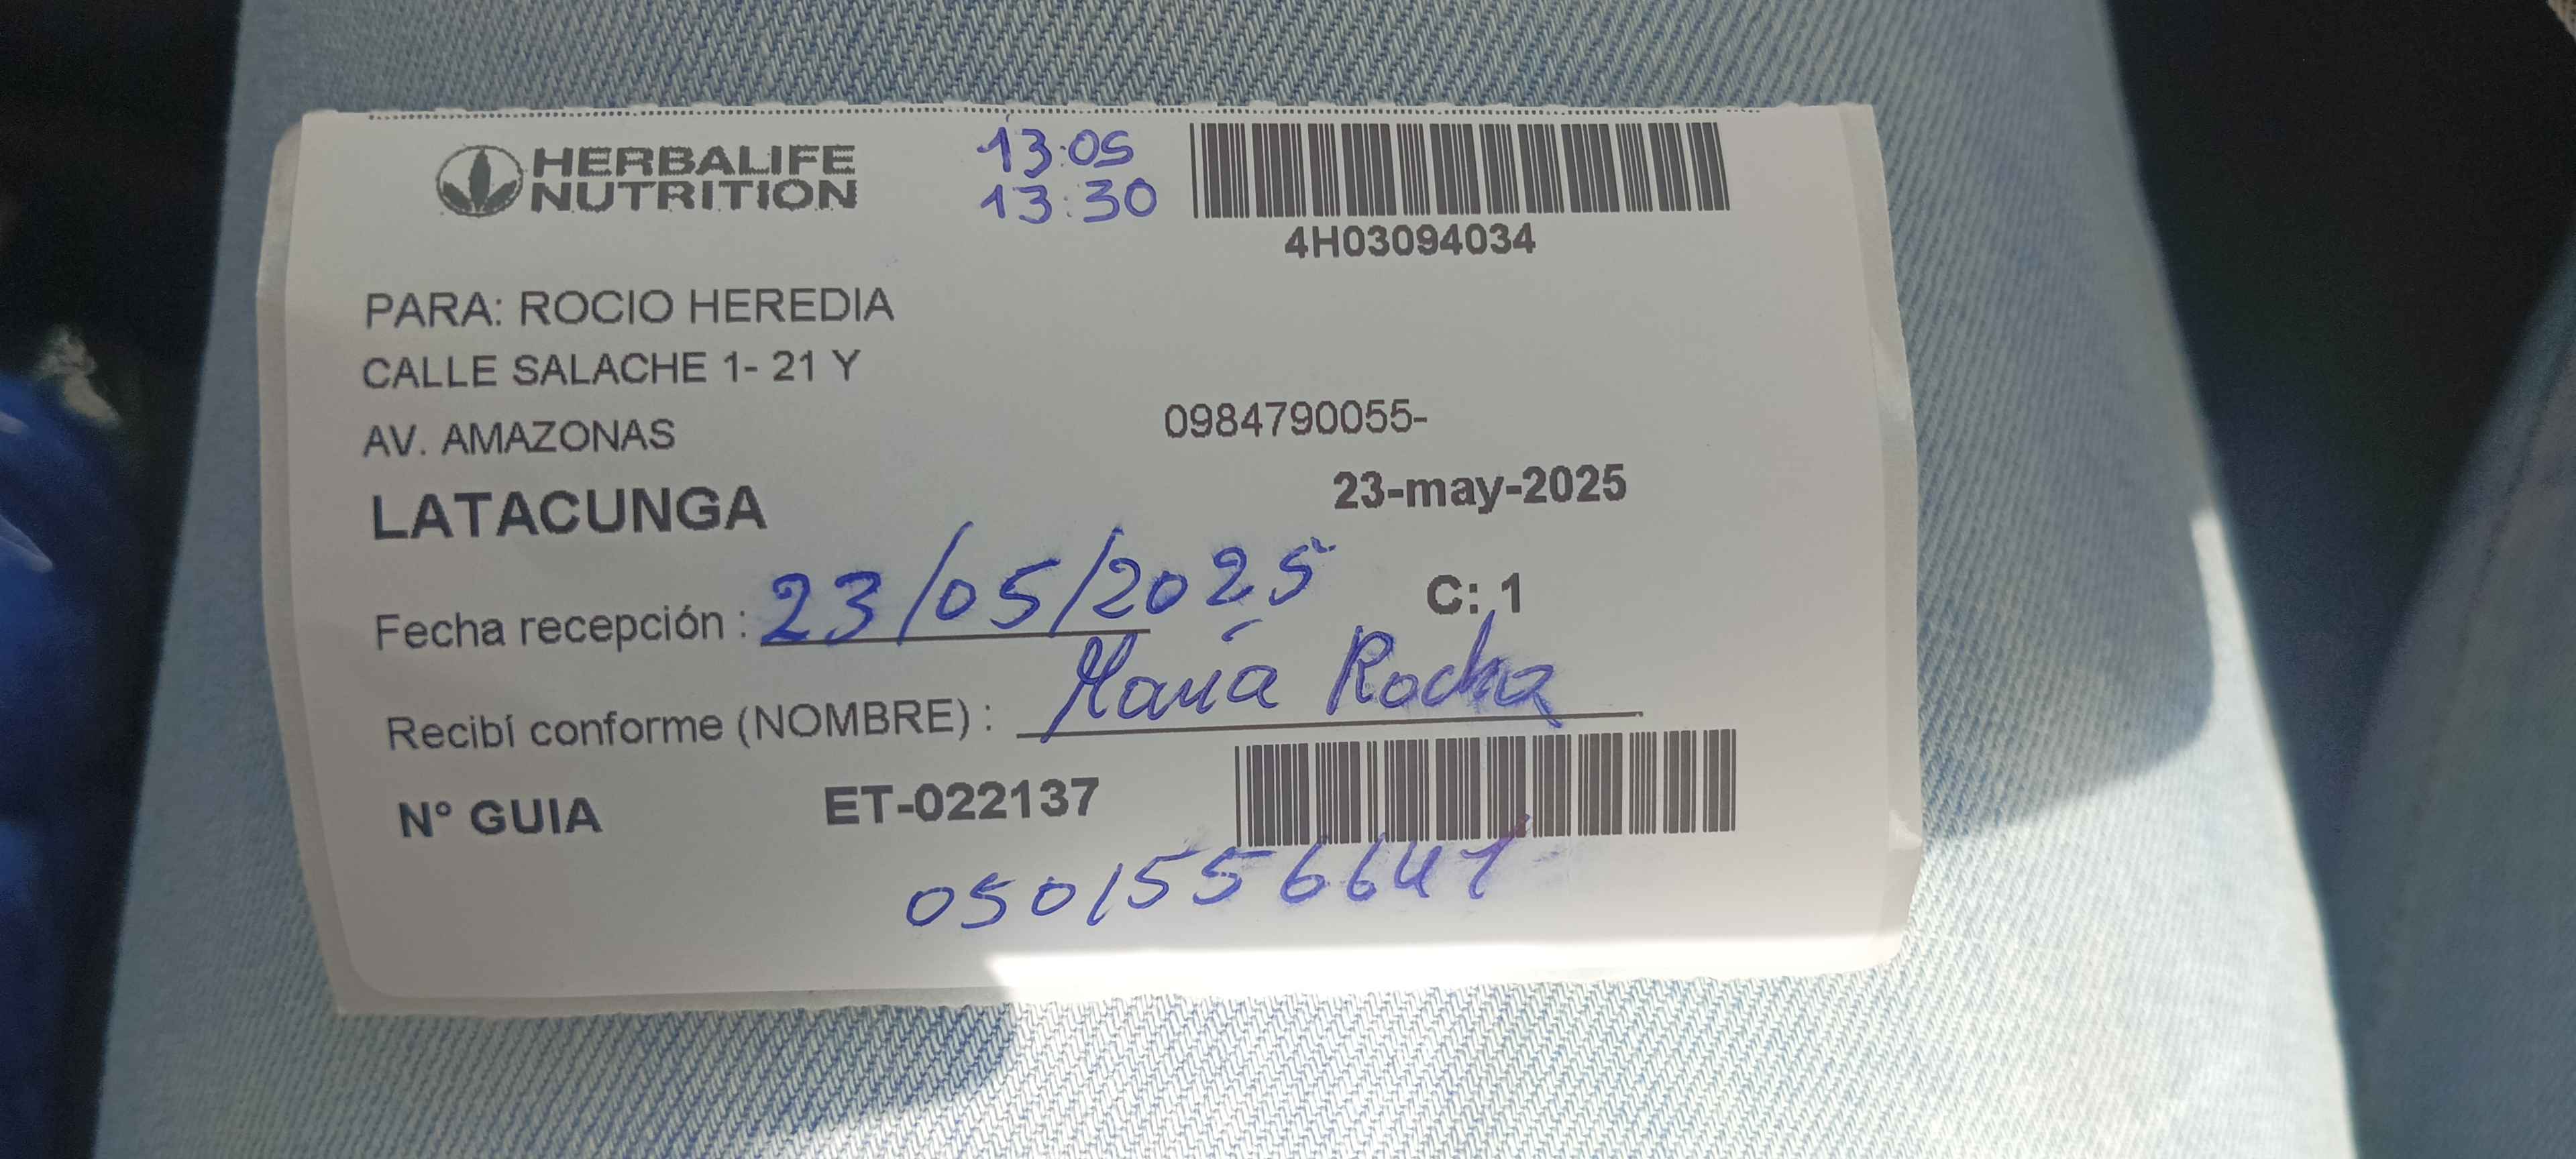 HERBALIFE
NUTRITION
13:05
13:30
4H03094034
PARA: ROCIO HEREDIA
CALLE SALACHE 1- 21 Y
AV. AMAZONAS
0984790055-
LATACUNGA
23-may-2025
Fecha recepción : 23/05/2025
C: 1
Recibí conforme (NOMBRE) : María Rocha
N° GUIA ET-022137
0501556641